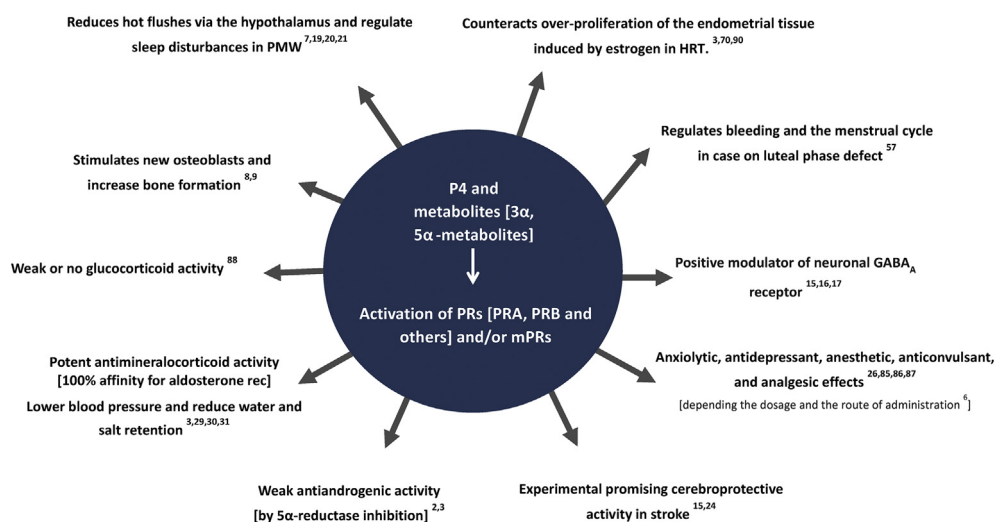 Reduces hot flushes via the hypothalamus and regulate
sleep disturbances in PMW 7,19,20,21
Counteracts over-proliferation of the endometrial tissue
induced by estrogen in HRT. 3,70,90
Regulates bleeding and the menstrual cycle
in case on luteal phase defect 57
Stimulates new osteoblasts and
increase bone formation 8,9
P4 and
metabolites [3α,
5α -metabolites]
Activation of PRs [PRA, PRB and
others] and/or mPRs
Weak or no glucocorticoid activity 88
Positive modulator of neuronal GABAA
receptor 15,16,17
Potent antimineralocorticoid activity
[100% affinity for aldosterone rec]
Lower blood pressure and reduce water and
salt retention 3,29,30,31
Anxiolytic, antidepressant, anesthetic, anticonvulsant,
and analgesic effects 26,85,86,87
[depending the dosage and the route of administration 6]
Weak antiandrogenic activity
[by 5α-reductase inhibition] 2,3
Experimental promising cerebroprotective
activity in stroke 15,24